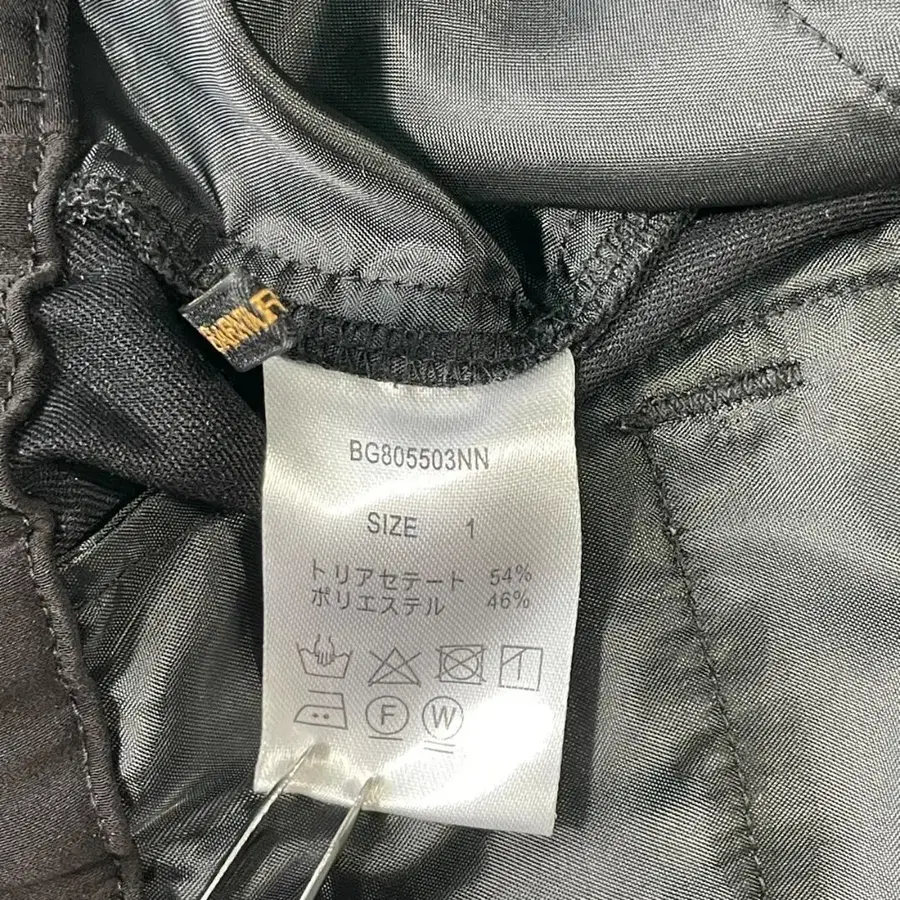 BG805503NN
SIZE 1
トリアセテート 54%
ポリエステル 46%
F W